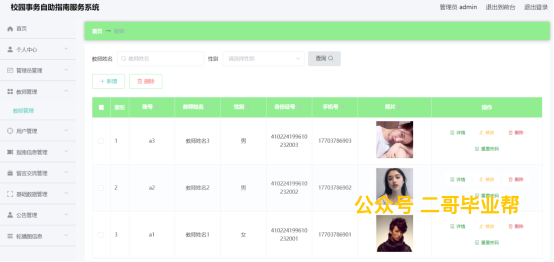 校园事务自助指南服务系统
管理员 admin 退出到前台 退出登录
首页
个人中心
管理员管理
教师管理
教师管理
用户管理
指南信息管理
留言交流管理
基础数据管理
公告管理
轮播图信息
首页
教师姓名 教师姓名 性别 请选择性别 查询
+ 新增 删除
账号 教师姓名 性别 身份证号 手机号 照片 操作
1 a3 教师姓名3 男 410224199610232003 17703786903 详情 修改 删除
重置密码
2 a2 教师姓名2 男 410224199610232002 17703786902 详情 修改 删除
重置密码
公众号 二哥毕业帮
3 a1 教师姓名1 女 410224199610232001 17703786901 详情 修改 删除
重置密码